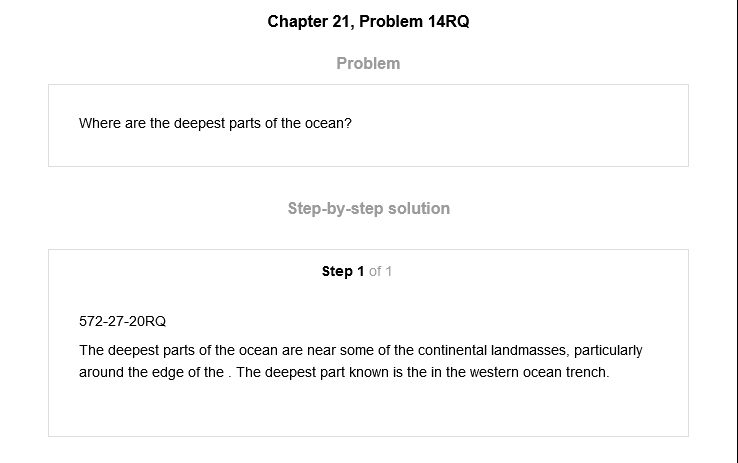 Chapter 21, Problem 14RQ
Problem
Where are the deepest parts of the ocean?
Step-by-step solution
Step 1 of 1
572-27-20RQ
The deepest parts of the ocean are near some of the continental landmasses, particularly
around the edge of the . The deepest part known is the in the western ocean trench.